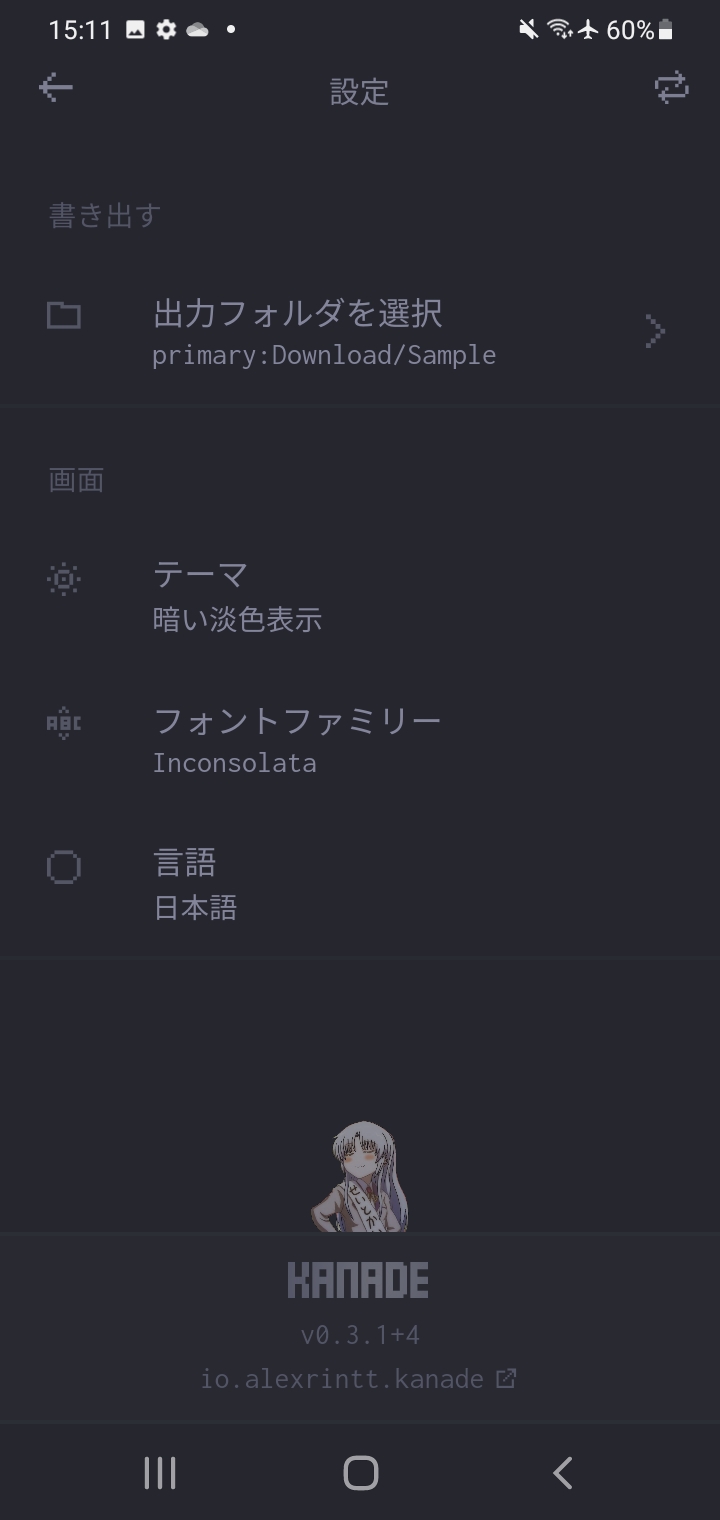 15:11 60%
設定
書き出す
出力フォルダを選択
primary:Download/Sample
画面
テーマ
暗い淡色表示
ABC
フォントファミリー
Inconsolata
言語
日本語
せいとか
KANADE
v0.3.1+4
io.alexrintt.kanade